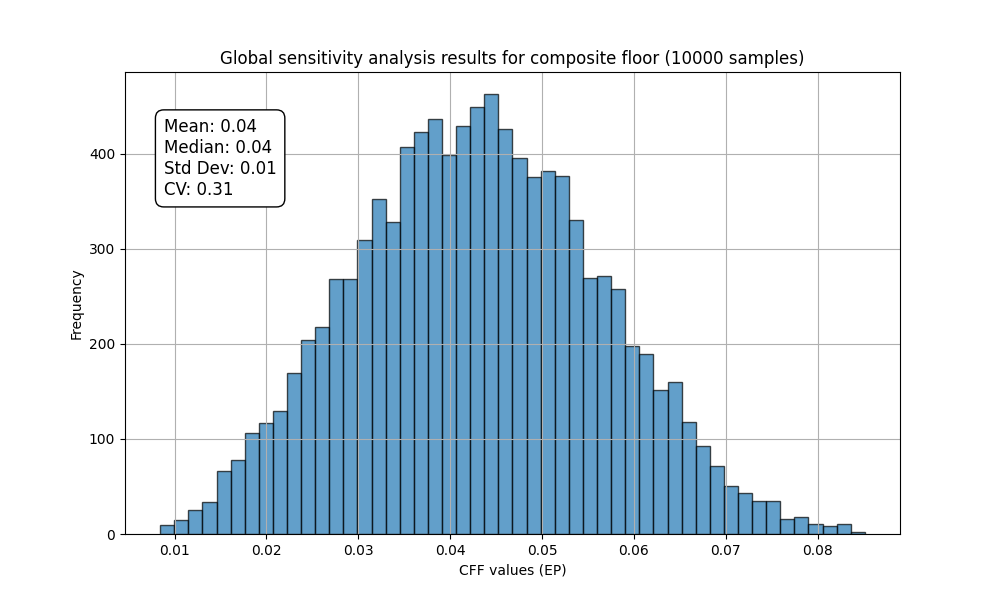 Global sensitivity analysis results for composite floor (10000 samples)
Mean: 0.04
Median: 0.04
Std Dev: 0.01
CV: 0.31
Frequency
400
300
200
100
0
0.01 0.02 0.03 0.04 0.05 0.06 0.07 0.08
CFF values (EP)